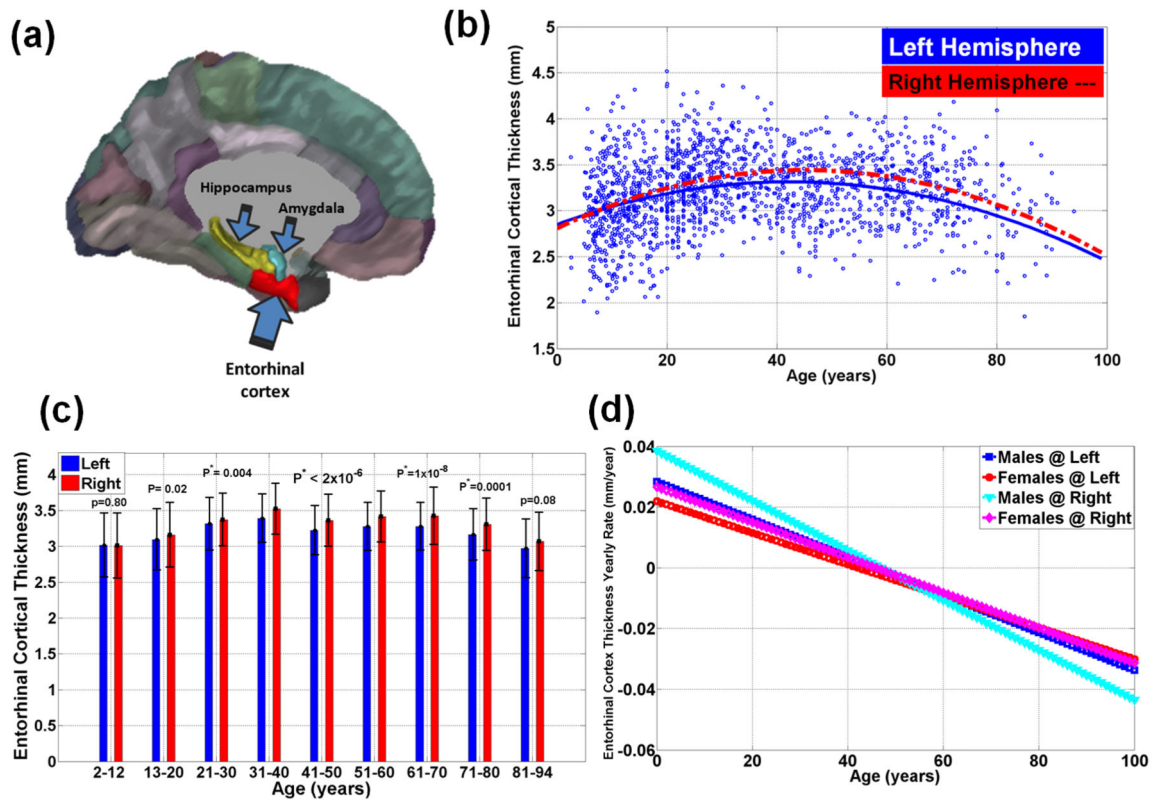 (a)
Hippocampus
Amygdala
Entorhinal
cortex
(b)
Entorhinal Cortical Thickness (mm)
5
4.5
4
3.5
3
2.5
2
1.5
Left Hemisphere
Right Hemisphere ---
0 20 40 60 80 100
Age (years)
(c)
Entorhinal Cortical Thickness (mm)
4
3.5
3
2.5
2
1.5
1
0.5
0
Left
Right
p=0.80
P= 0.02
P*= 0.004
P* < 2x10-6
P*=1x10-8
P*=0.0001
p=0.08
2-12 13-20 21-30 31-40 41-50 51-60 61-70 71-80 81-94
Age (years)
(d)
Entorhinal Cortex Thickness Yearly Rate (mm/year)
0.04
0.02
0
-0.02
-0.04
-0.06
Males @ Left
Females @ Left
Males @ Right
Females @ Right
0 20 40 60 80 100
Age (years)